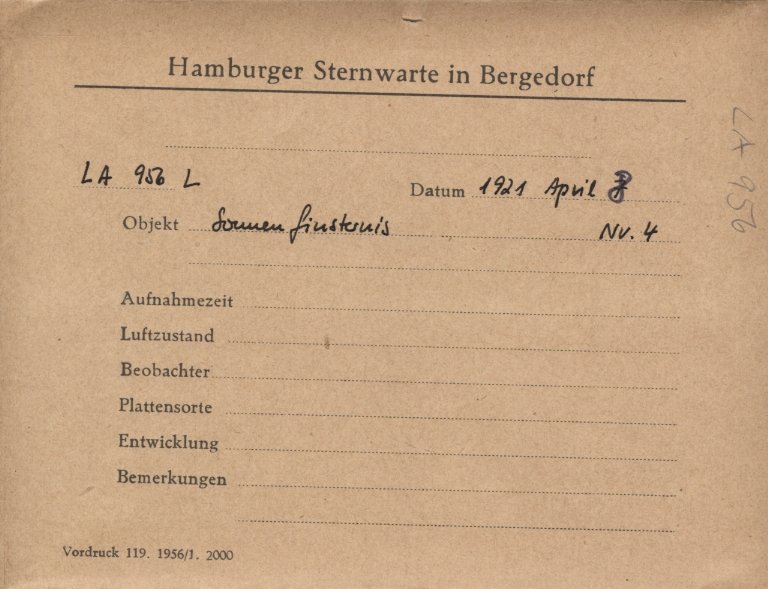 Hamburger Sternwarte in Bergedorf
LA 956 L
Datum 1921 April
Objekt Sonnenfinsternis Nr. 4
Aufnahmezeit
Luftzustand
Beobachter
Plattensorte
Entwicklung
Bemerkungen
Vordruck 119. 1956/1. 2000
LA 956